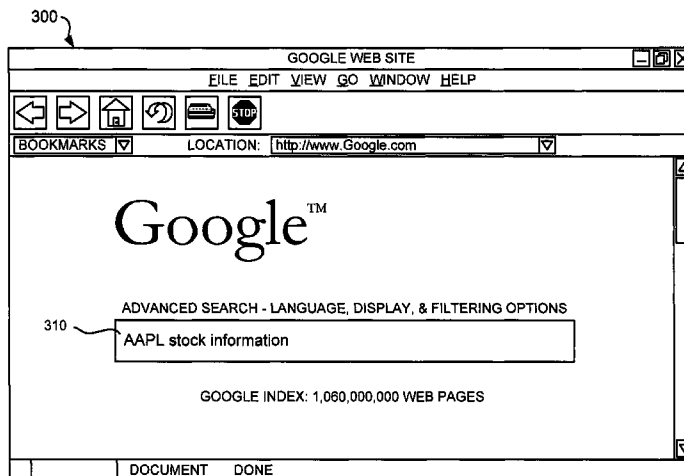 300
GOOGLE WEB SITE
FILE EDIT VIEW GO WINDOW HELP
STOP
BOOKMARKS LOCATION: http://www.Google.com
Google™
ADVANCED SEARCH - LANGUAGE, DISPLAY, & FILTERING OPTIONS
310 AAPL stock information
GOOGLE INDEX: 1,060,000,000 WEB PAGES
DOCUMENT DONE